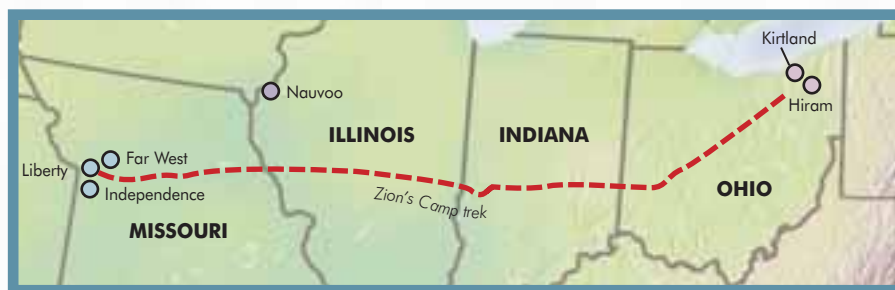 Kirtland
Hiram
Nauvoo
ILLINOIS
INDIANA
Far West
Liberty
Independence
Zion's Camp trek
OHIO
MISSOURI